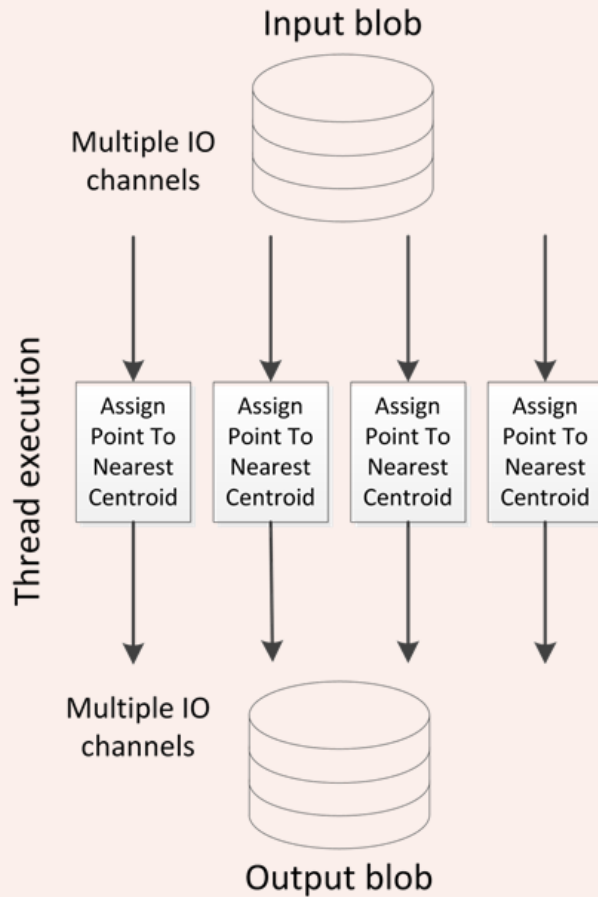 Input blob
Multiple IO
channels
Thread execution
Assign
Point To
Nearest
Centroid
Assign
Point To
Nearest
Centroid
Assign
Point To
Nearest
Centroid
Assign
Point To
Nearest
Centroid
Multiple IO
channels
Output blob